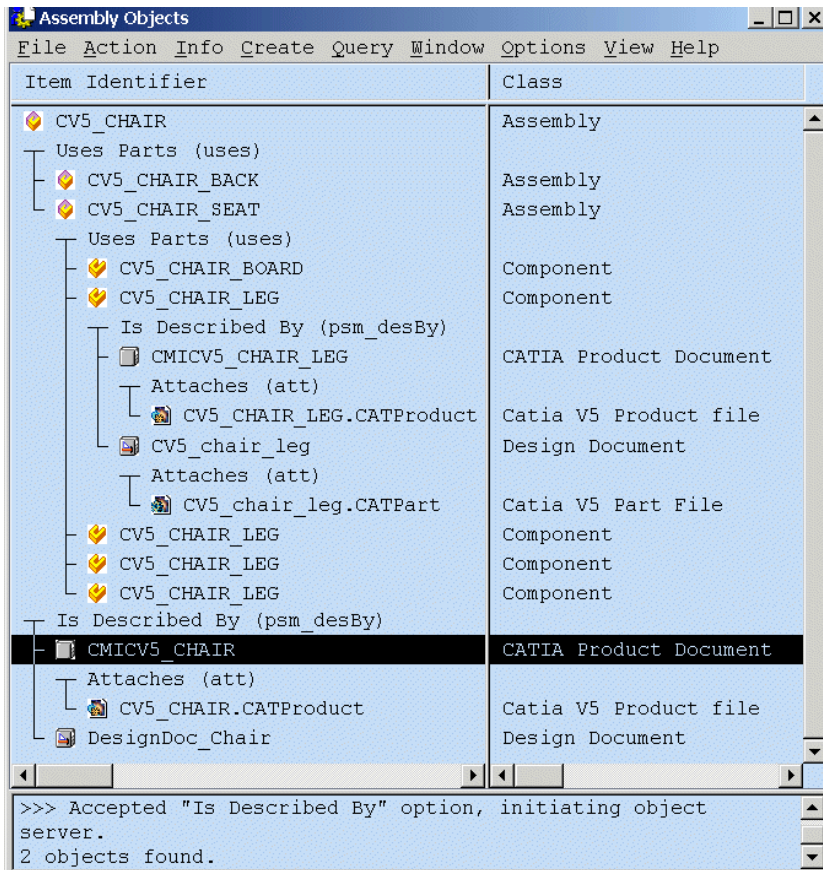 Assembly Objects
File Action Info Create Query Window Options View Help
Item Identifier Class
CV5_CHAIR Assembly
Uses Parts (uses)
CV5_CHAIR_BACK Assembly
CV5_CHAIR_SEAT Assembly
Uses Parts (uses)
CV5_CHAIR_BOARD Component
CV5_CHAIR_LEG Component
Is Described By (psm_desBy)
CMICV5_CHAIR_LEG CATIA Product Document
Attaches (att)
CV5_CHAIR_LEG.CATProduct Catia V5 Product file
CV5_chair_leg Design Document
Attaches (att)
CV5_chair_leg.CATPart Catia V5 Part File
CV5_CHAIR_LEG Component
CV5_CHAIR_LEG Component
CV5_CHAIR_LEG Component
Is Described By (psm_desBy)
CMICV5_CHAIR CATIA Product Document
Attaches (att)
CV5_CHAIR.CATProduct Catia V5 Product file
DesignDoc_Chair Design Document
>>> Accepted "Is Described By" option, initiating object
server.
2 objects found.